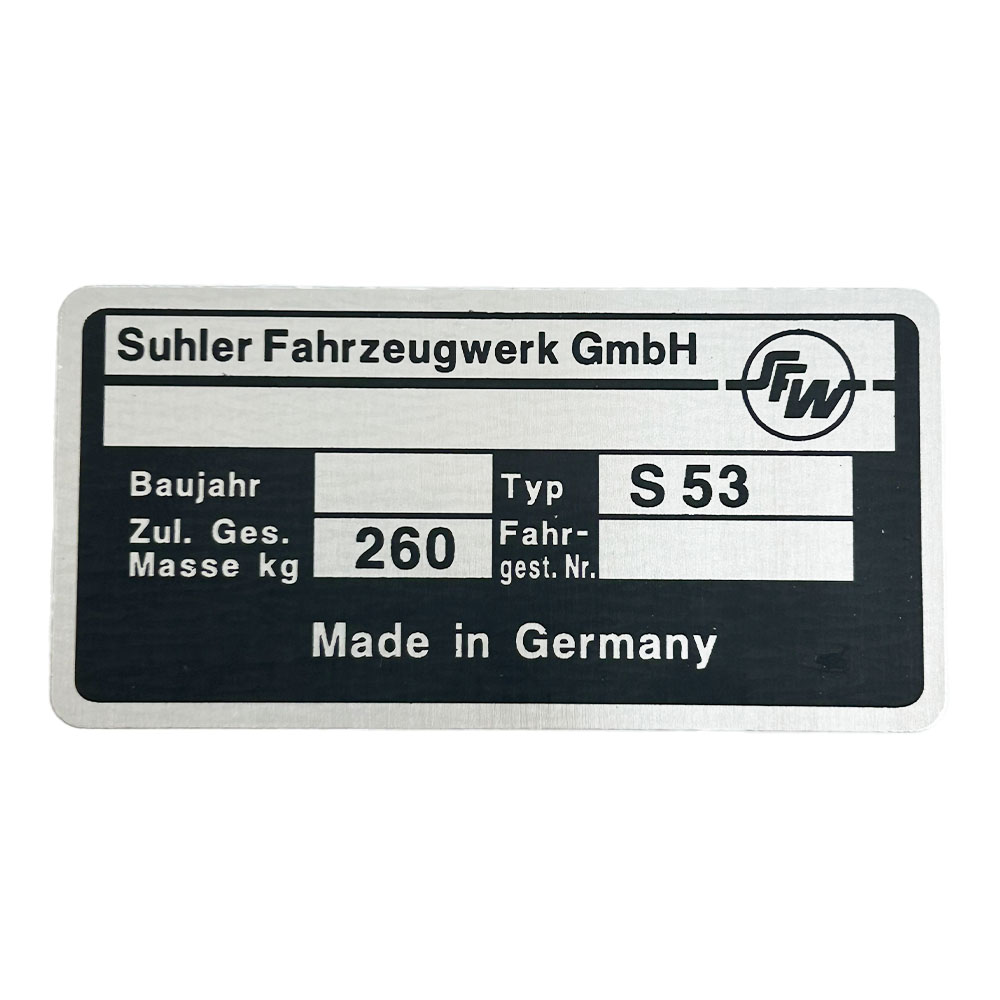 Suhler Fahrzeugwerk GmbH
SFW
Baujahr
Typ S 53
Zul. Ges.
Masse kg 260
Fahr-
gest. Nr.
Made in Germany